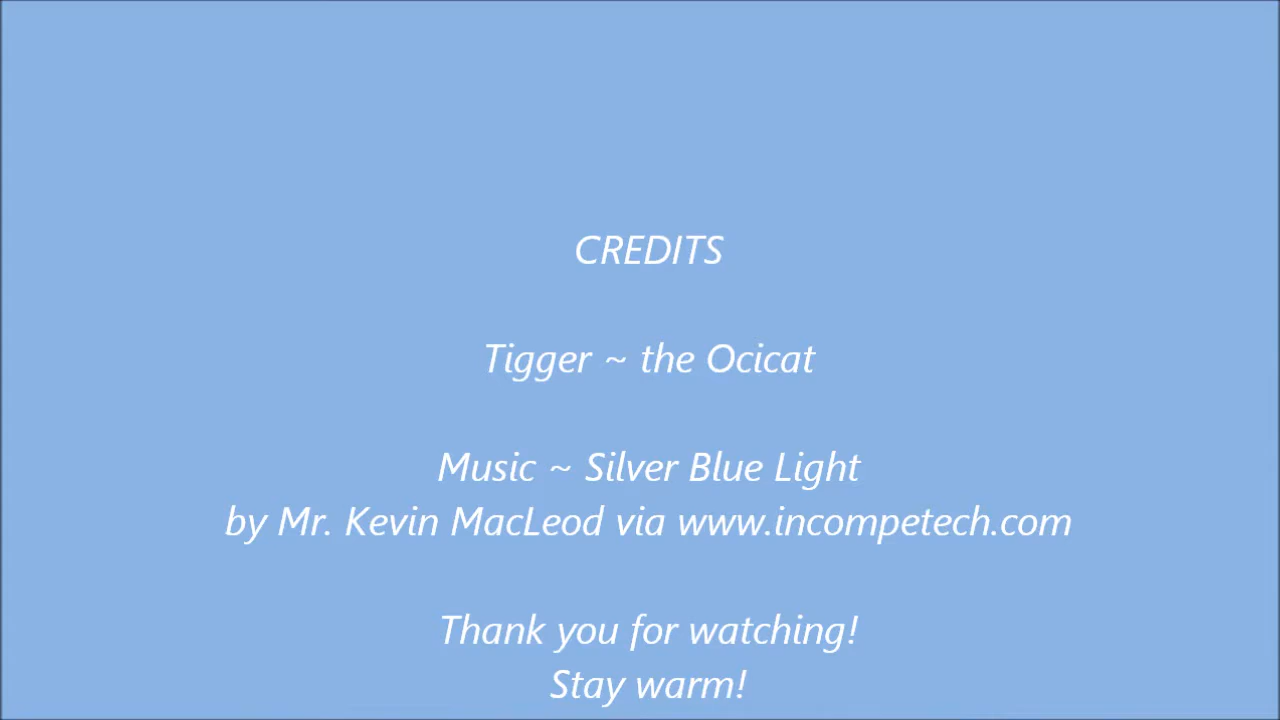 CREDITS
Tigger ~ the Ocicat
Music ~ Silver Blue Light
by Mr. Kevin MacLeod via www.incompetech.com
Thank you for watching!
Stay warm!